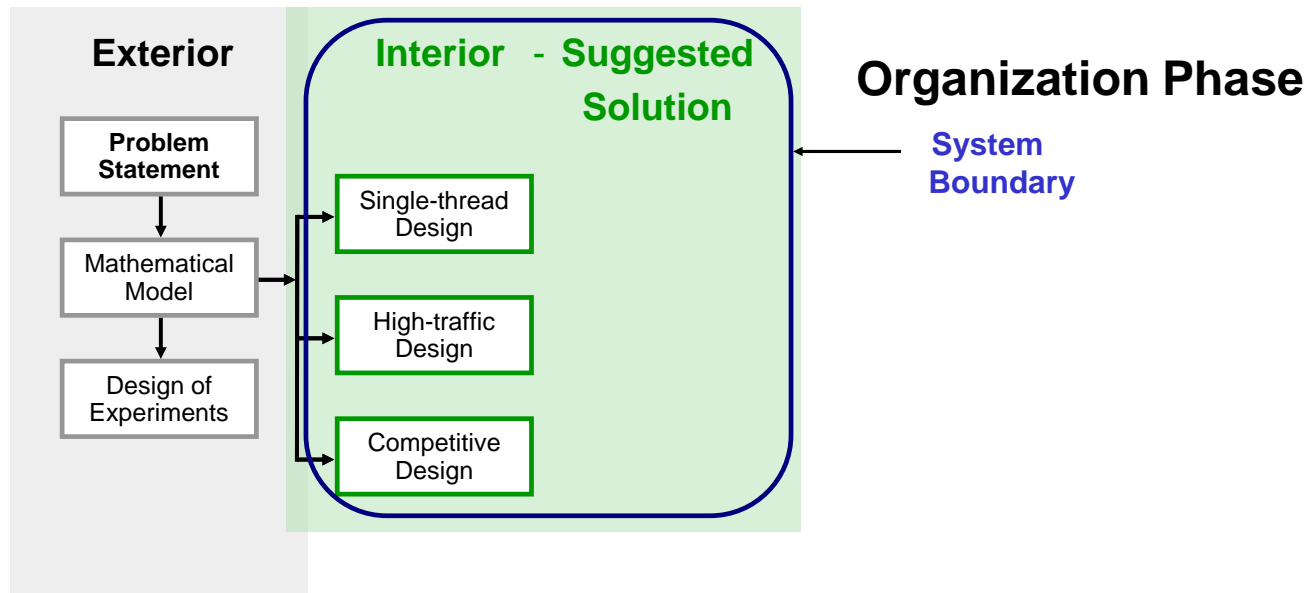 Exterior
Interior - Suggested
Solution
Organization Phase
System
Boundary
Problem
Statement
Mathematical
Model
Design of
Experiments
Single-thread
Design
High-traffic
Design
Competitive
Design